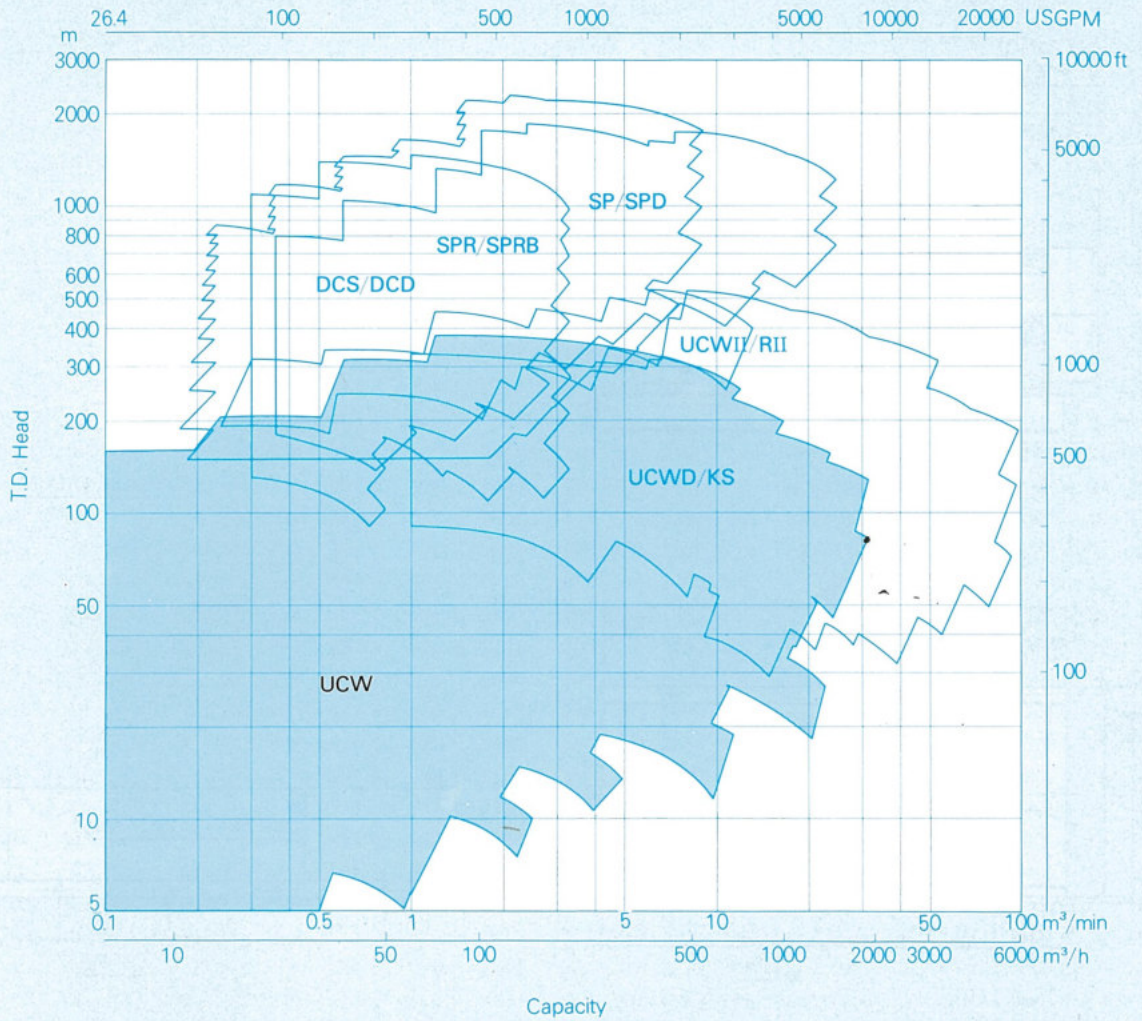 26.4 100 500 1000 5000 10000 20000 USGPM
m
3000 10000 ft
2000
5000
1000 SP/SPD
800 SPR/SPRB
600 DCS/DCD
500
400 UCWII/RII
300 1000
200
T.D. Head
UCWD/KS 500
100
50
UCW 100
10
5
0.1 0.5 1 5 10 50 100 m³/min
10 50 100 500 1000 2000 3000 6000 m³/h
Capacity